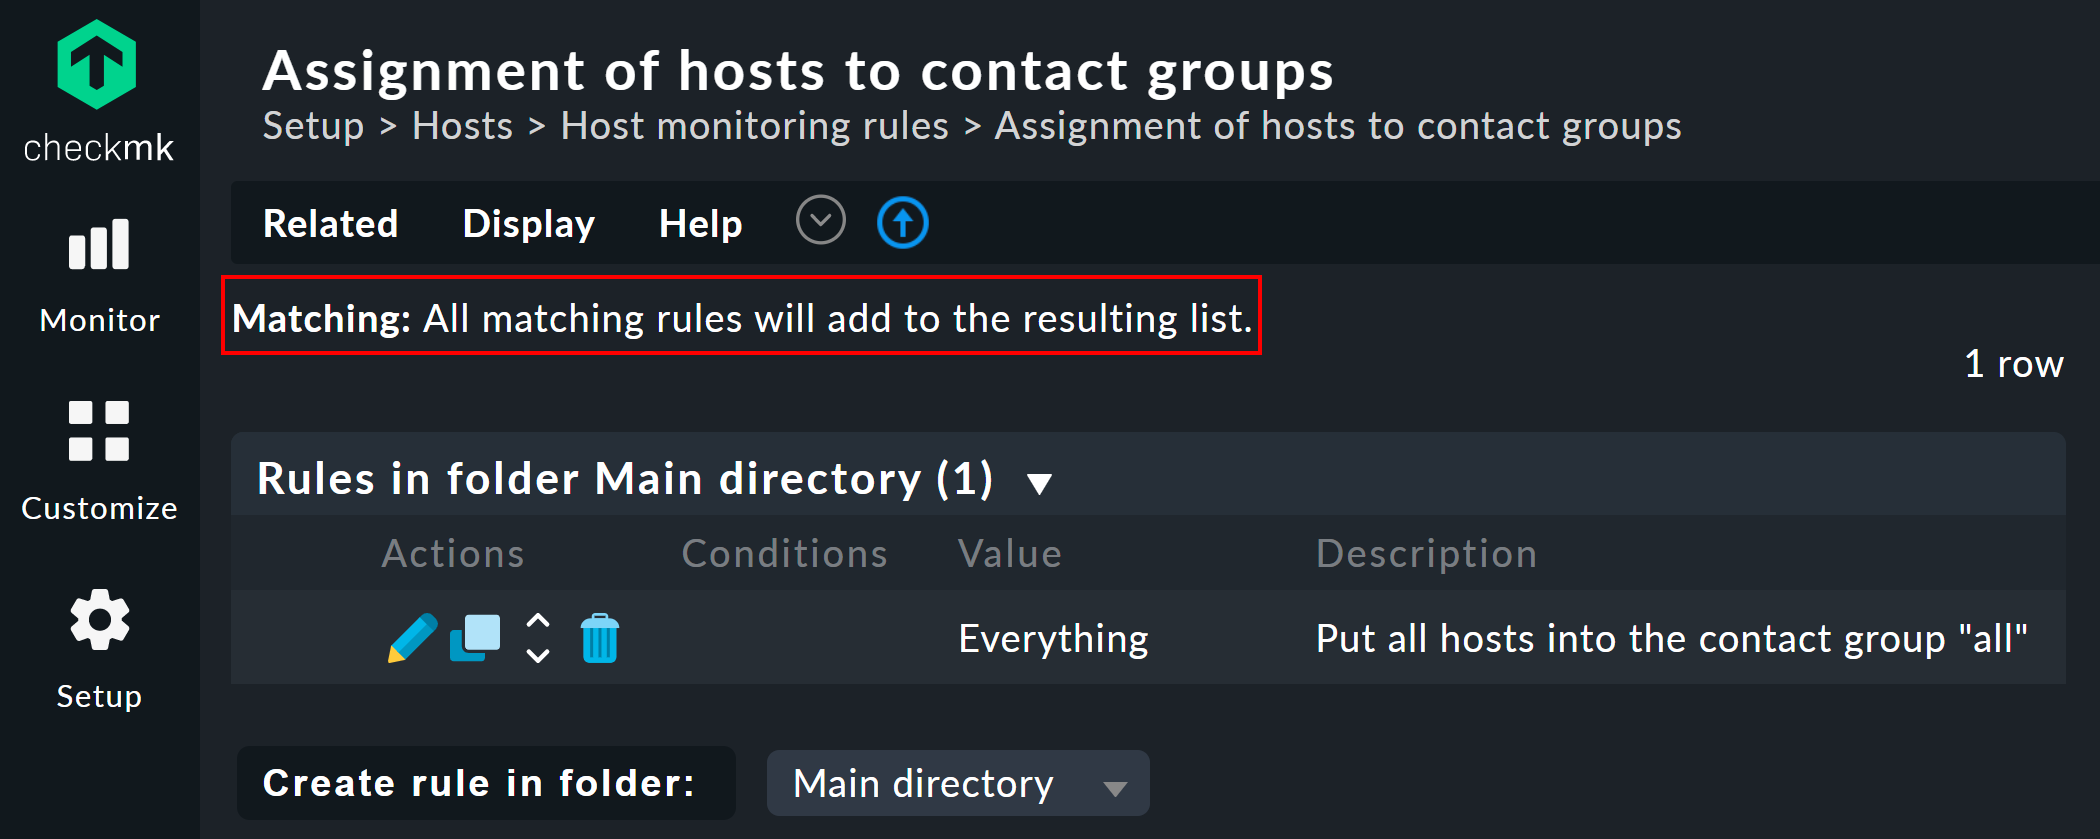 checkmk
Monitor
Customize
Setup
Assignment of hosts to contact groups
Setup > Hosts > Host monitoring rules > Assignment of hosts to contact groups
Related Display Help
Matching: All matching rules will add to the resulting list.
1 row
Rules in folder Main directory (1)
Actions Conditions Value Description
Everything Put all hosts into the contact group "all"
Create rule in folder: Main directory